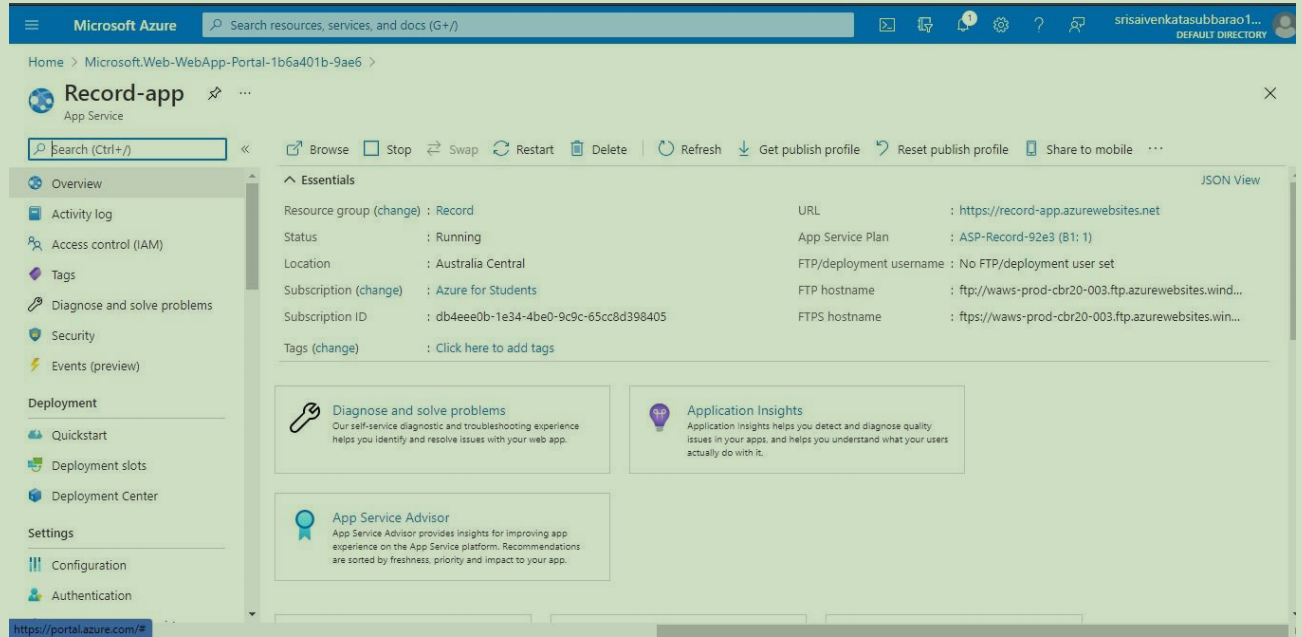 Microsoft Azure
Search resources, services, and docs (G+/)
1
srisaivenkatasubbarao1...
DEFAULT DIRECTORY
Home > Microsoft.Web-WebApp-Portal-1b6a401b-9ae6 >
Record-app ...
App Service
Search (Ctrl+/) «
Browse Stop Swap Restart Delete Refresh Get publish profile Reset publish profile Share to mobile ...
Overview
Activity log
Access control (IAM)
Tags
Diagnose and solve problems
Security
Events (preview)
Deployment
Quickstart
Deployment slots
Deployment Center
Settings
Configuration
Authentication
https://portal.azure.com/#
Essentials JSON View
Resource group (change) : Record
Status : Running
Location : Australia Central
Subscription (change) : Azure for Students
Subscription ID : db4eee0b-1e34-4be0-9c9c-65cc8d398405
Tags (change) : Click here to add tags
URL : https://record-app.azurewebsites.net
App Service Plan : ASP-Record-92e3 (B1: 1)
FTP/deployment username : No FTP/deployment user set
FTP hostname : ftp://waws-prod-cbr20-003.ftp.azurewebsites.wind...
FTPS hostname : ftps://waws-prod-cbr20-003.ftp.azurewebsites.win...
Diagnose and solve problems
Our self-service diagnostic and troubleshooting experience
helps you identify and resolve issues with your web app.
Application Insights
Application Insights helps you detect and diagnose quality
issues in your apps, and helps you understand what your users
actually do with it.
App Service Advisor
App Service Advisor provides insights for improving app
experience on the App Service platform. Recommendations
are sorted by freshness, priority and impact to your app.